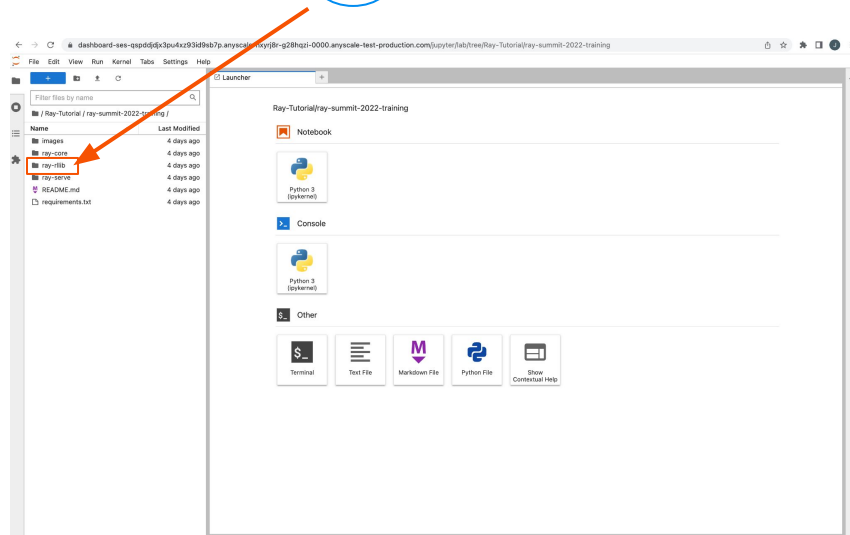 dashboard-ses-qspddjdjx3pu4xz93id9sb7p.anyscale
g28hqzi-0000.anyscale-test-production.com/jupyter/lab/tree/Ray-Tutorial/ray-summit-2022-training
J
File Edit View Run Kernel Tabs Settings Help
Launcher
Filter files by name
/ Ray-Tutorial / ray-summit-2022-training /
Name Last Modified
images 4 days ago
ray-core 4 days ago
ray-rllib 4 days ago
ray-serve 4 days ago
README.md 4 days ago
requirements.txt 4 days ago
Ray-Tutorial/ray-summit-2022-training
Notebook
Python 3
(ipykernel)
Console
Python 3
(ipykernel)
$_ Other
$_
M
Terminal
Text File
Markdown File
Python File
Show
Contextual Help